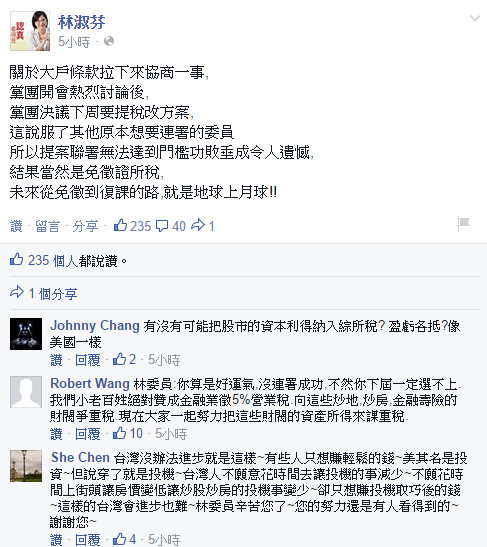 認真
林淑芬
5小時 ·
關於大戶條款拉下來協商一事,
黨團開會熱烈討論後,
黨團決議下周要提稅改方案,
這說服了其他原本想要連署的委員
所以提案聯署無法達到門檻功敗垂成令人遺憾,
結果當然是免徵證所稅,
未來從免徵到復課的路,就是地球上月球!!
讚 · 留言 · 分享 · 235 40 1
235 個人都說讚。
1 個分享
Johnny Chang 有沒有可能把股市的資本利得納入綜所稅? 盈虧各抵?像
美國一樣
讚 · 回覆 · 2 · 5小時
Robert Wang 林委員:你算是好運氣,沒連署成功,不然你下屆一定選不上.
我們小老百姓絕對贊成金融業徵5%營業稅.向這些炒地,炒房,金融壽險的
財閥爭重稅.現在大家一起努力把這些財閥的資產所得來謀重稅.
讚 · 回覆 · 10 · 5小時
She Chen 台灣沒辦法進步就是這樣~有些人只想賺輕鬆的錢~美其名是投
資~但說穿了就是投機~台灣人不願意花時間去讓投機的事減少~不願花時
間上街頭讓房價變低讓炒股炒房的投機事變少~卻只想賺投機取巧後的錢
~這樣的台灣會進步也難~林委員辛苦您了~您的努力還是有人看得到的~
謝謝您~
讚 · 回覆 · 4 · 5小時